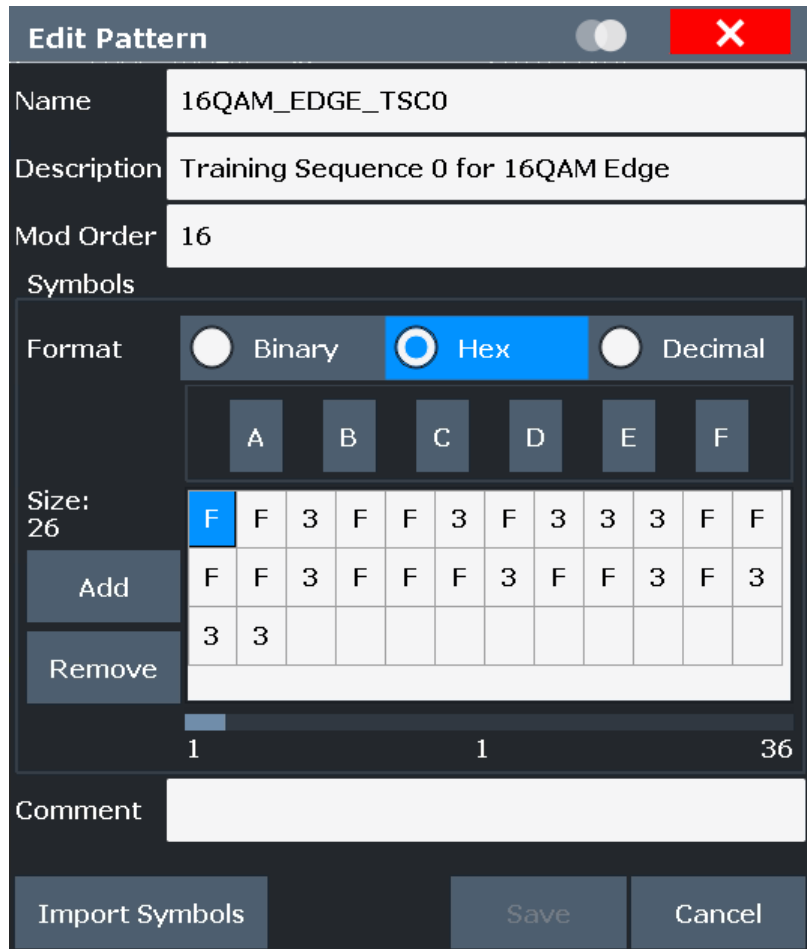 Edit Pattern
Name 16QAM_EDGE_TSC0
Description Training Sequence 0 for 16QAM Edge
Mod Order 16
Symbols
Format Binary Hex Decimal
A B C D E F
Size:
26
F F 3 F F 3 F 3 3 3 F F
Add
F F 3 F F F 3 F F 3 F 3
3 3
Remove
1 1 36
Comment
Import Symbols Save Cancel